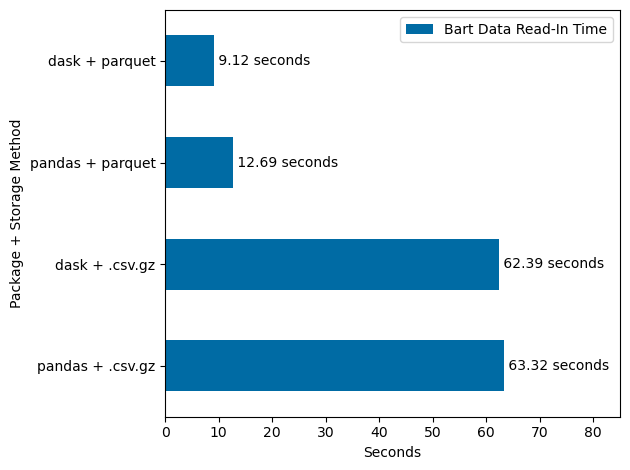 Bart Data Read-In Time
dask + parquet
9.12 seconds
pandas + parquet
12.69 seconds
dask + .csv.gz
62.39 seconds
pandas + .csv.gz
63.32 seconds
Package + Storage Method
0 10 20 30 40 50 60 70 80
Seconds